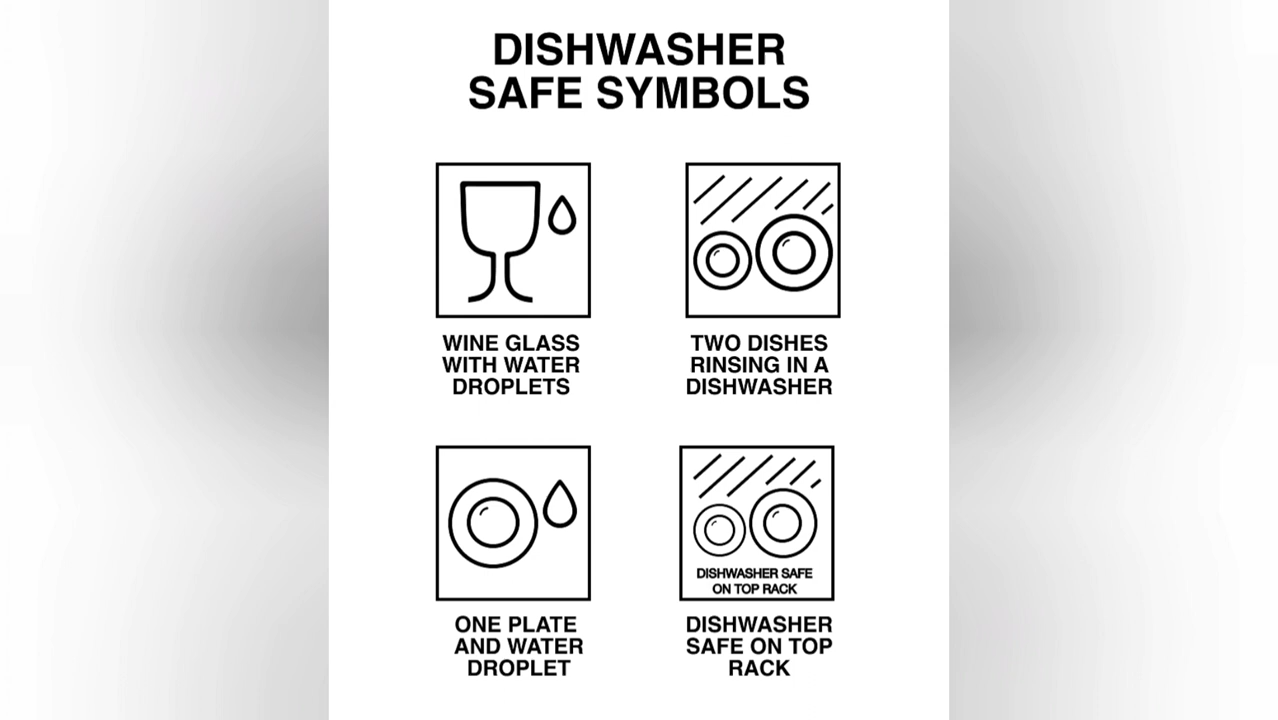 DISHWASHER
SAFE SYMBOLS
WINE GLASS
WITH WATER
DROPLETS
TWO DISHES
RINSING IN A
DISHWASHER
ONE PLATE
AND WATER
DROPLET
DISHWASHER SAFE
ON TOP RACK
DISHWASHER
SAFE ON TOP
RACK